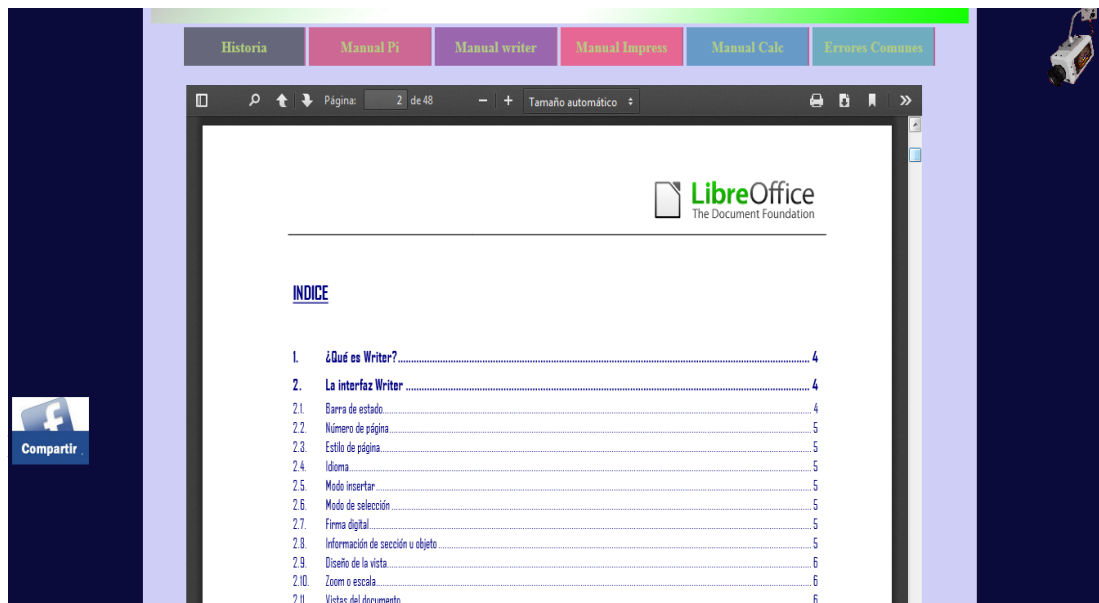 Historia Manual Pi Manual writer Manual Impress Manual Calc Errores Comunes
Página: 2 de 48 Tamaño automático
LibreOffice
The Document Foundation
INDICE
1. ¿Qué es Writer?.......... 4
2. La interfaz Writer .......... 4
2.1. Barra de estado.......... 4
2.2. Número de página.......... 5
2.3. Estilo de página.......... 5
2.4. Idioma.......... 5
2.5. Modo insertar.......... 5
2.6. Modo de selección.......... 5
2.7. Firma digital.......... 5
2.8. Información de sección u objeto.......... 5
2.9. Diseño de la vista.......... 6
2.10. Zoom o escala.......... 6
2.11. Vistas del documento.......... 6
Compartir